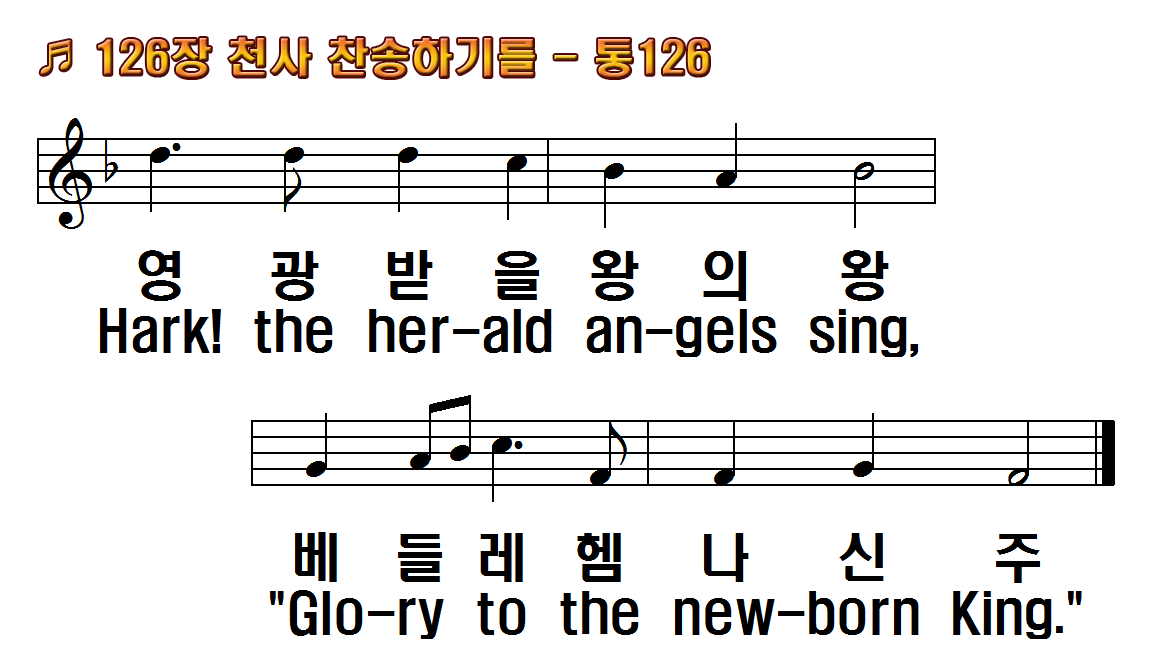 ♬ 126장 천사 찬송하기를 - 통126
영 광 받 을 왕 의 왕
Hark! the her-ald an-gels sing,
베 들 레 헴 나 신 주
"Glo-ry to the new-born King."